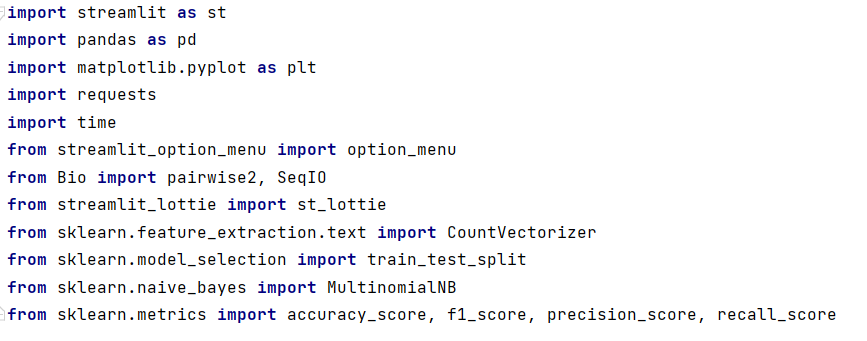 import streamlit as st
import pandas as pd
import matplotlib.pyplot as plt
import requests
import time
from streamlit_option_menu import option_menu
from Bio import pairwise2, SeqIO
from streamlit_lottie import st_lottie
from sklearn.feature_extraction.text import CountVectorizer
from sklearn.model_selection import train_test_split
from sklearn.naive_bayes import MultinomialNB
from sklearn.metrics import accuracy_score, f1_score, precision_score, recall_score